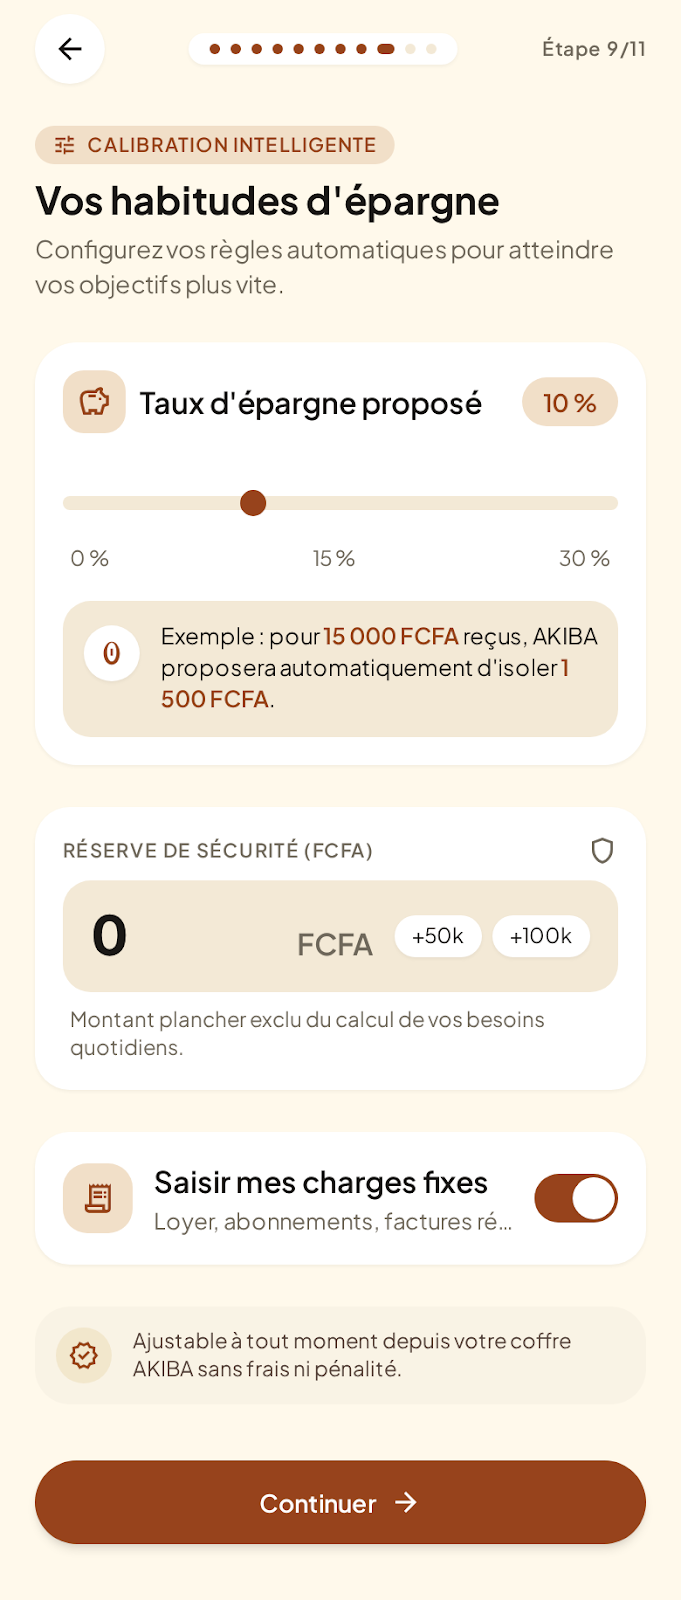 Étape 9/11
CALIBRATION INTELLIGENTE
Vos habitudes d'épargne
Configurez vos règles automatiques pour atteindre
vos objectifs plus vite.
Taux d'épargne proposé
10 %
0 %
15 %
30 %
Exemple : pour 15 000 FCFA reçus, AKIBA
proposera automatiquement d'isoler 1
500 FCFA.
RÉSERVE DE SÉCURITÉ (FCFA)
0
FCFA
+50k
+100k
Montant plancher exclu du calcul de vos besoins
quotidiens.
Saisir mes charges fixes
Loyer, abonnements, factures ré...
Ajustable à tout moment depuis votre coffre
AKIBA sans frais ni pénalité.
Continuer